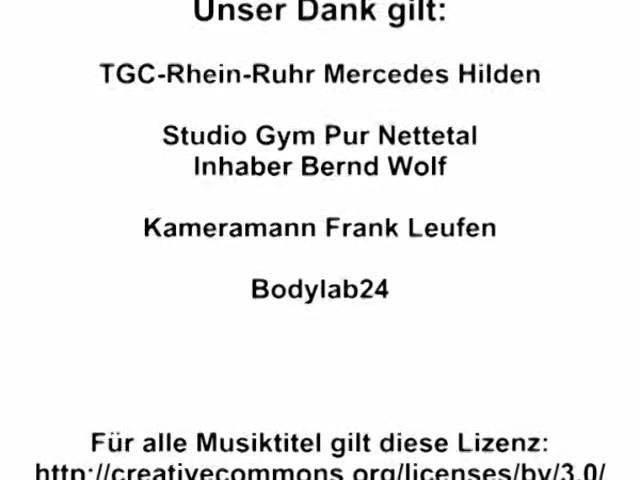 Unser Dank gilt:
TGC-Rhein-Ruhr Mercedes Hilden
Studio Gym Pur Nettetal
Inhaber Bernd Wolf
Kameramann Frank Leufen
Bodylab24
Für alle Musiktitel gilt diese Lizenz:
http://creativecommons.org/licenses/by/3.0/